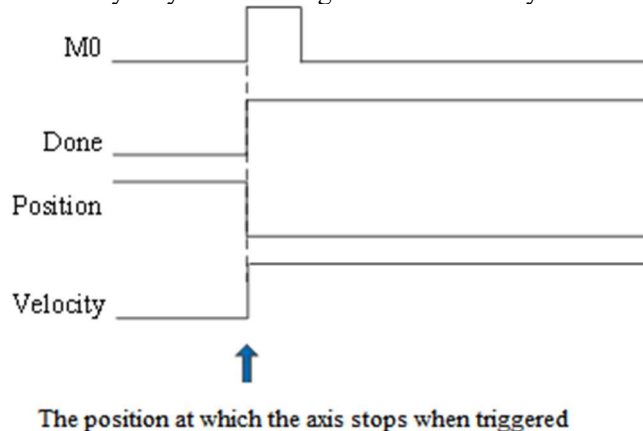 M0
Done
Position
Velocity
The position at which the axis stops when triggered